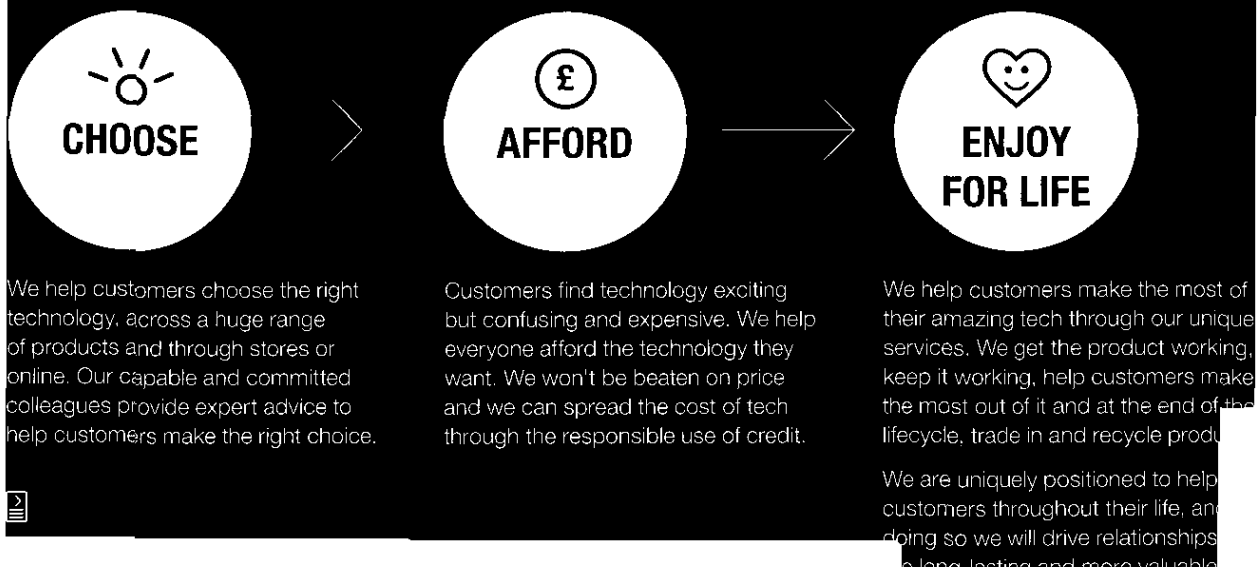 CHOOSE
We help customers choose the right
technology, across a huge range
of products and through stores or
online. Our capable and committed
colleagues provide expert advice to
help customers make the right choice.
£
AFFORD
Customers find technology exciting
but confusing and expensive. We help
everyone afford the technology they
want. We won't be beaten on price
and we can spread the cost of tech
through the responsible use of credit.
ENJOY
FOR LIFE
We help customers make the most of
their amazing tech through our unique
services. We get the product working,
keep it working, help customers make
the most out of it and at the end of the
lifecycle, trade in and recycle
We are uniquely positioned to help
customers throughout their life,
doing so we will drive relationships
long-lasting and more valuable